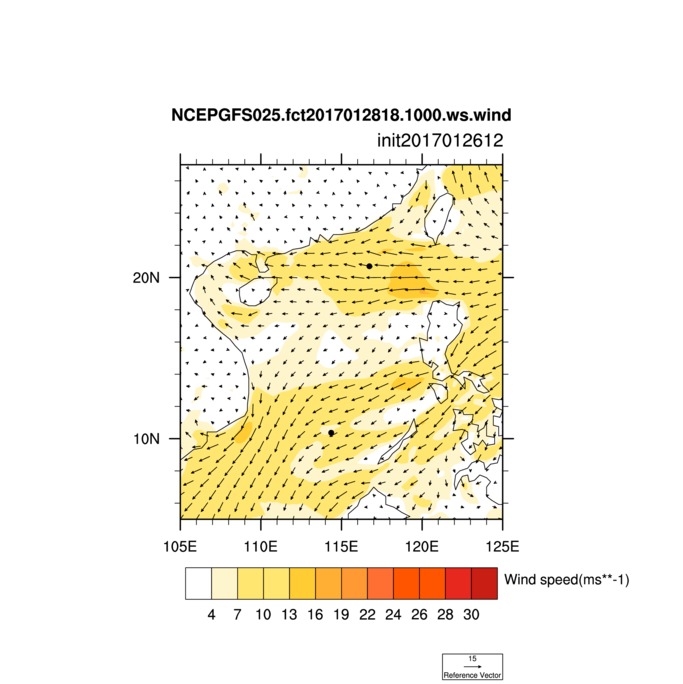 NCEPGFS025.fct2017012818.1000.ws.wind
init2017012612
20N
10N
105E 110E 115E 120E 125E
Wind speed(ms**-1)
4 7 10 13 16 19 22 24 26 28 30
15
Reference Vector